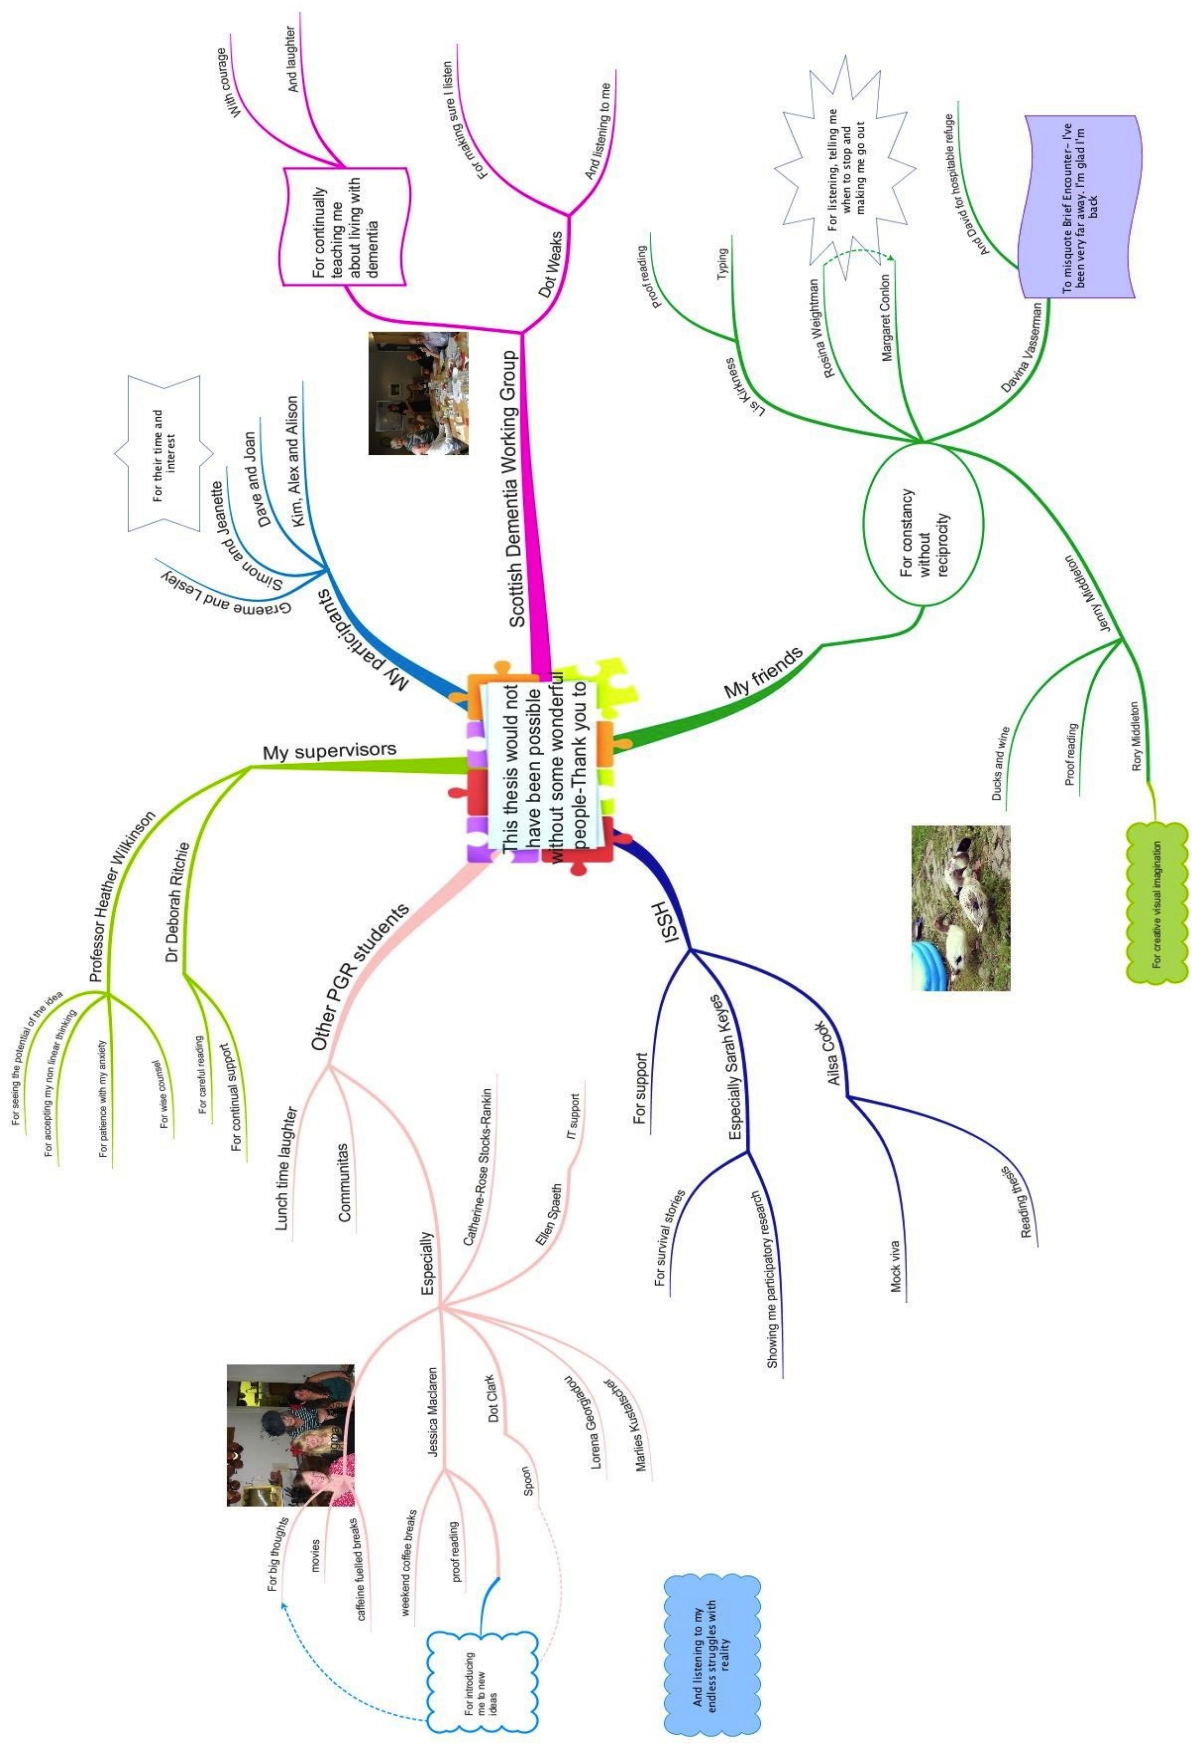 This thesis would not
have been possible
without some wonderful
people-Thank you to
My supervisors
Professor Heather Wilkinson
For seeing the potential of the idea
For accepting my non linear thinking
For patience with my anxiety
For wise counsel
Dr Deborah Ritchie
For careful reading
For continual support
My participants
Graeme and Lesley
Simon and Jeanette
Dave and Joan
Kim, Alex and Alison
For their time and
interest
Scottish Dementia Working Group
For continually
teaching me
about living with
dementia
With courage
And laughter
Dot Weaks
For making sure I listen
And listening to me
My friends
For constancy
without
reciprocity
Lis Kirkness
Proof reading
Typing
Rosina Weightman
Margaret Conlon
For listening, telling me
when to stop and
making me go out
Davina Vasserman
And David for hospitable refuge
To misquote Brief Encounter- I've
been very far away. I'm glad I'm
back
Jenny Middleton
Ducks and wine
Proof reading
Rory Middleton
For creative visual imagination
ISSH
For support
Especially Sarah Keyes
For survival stories
Showing me participatory research
Ailsa Cook
Mock viva
Reading thesis
Other PGR students
Lunch time laughter
Communitas
Especially
Catherine-Rose Stocks-Rankin
Ellen Spaeth
IT support
Marlies Kustatscher
Lorena Georgiadou
Dot Clark
Spoon
Jessica Maclaren
weekend coffee breaks
proof reading
For introducing
me to new
ideas
For big thoughts
movies
caffeine fuelled breaks
And listening to my
endless struggles with
reality